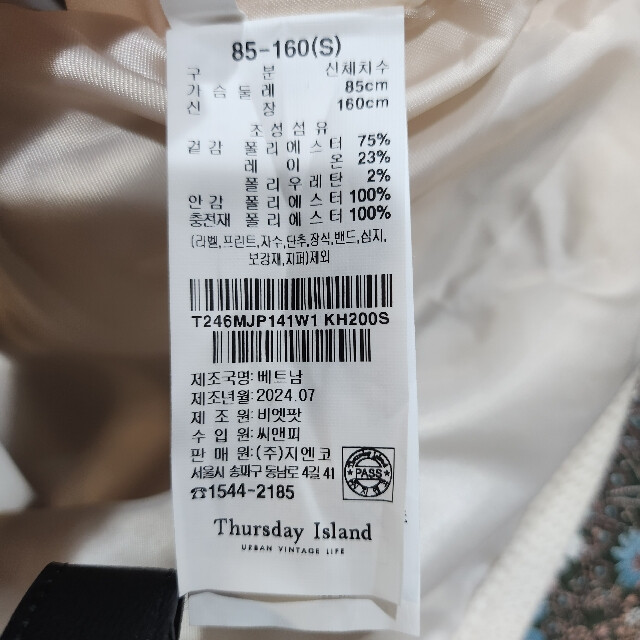 85-160(S)
구 분 신체치수
가슴둘레 85cm
신 장 160cm
조성섬유
겉감 폴리에스터 75%
레 이 온 23%
폴리우레탄 2%
안감 폴리에스터 100%
충전재 폴리에스터 100%
(라벨,프린트,자수,단추,장식,밴드,심지,
보강재,지퍼)제외
T246MJP141W1 KH200S
제조국명:베트남
제조년월2024.07
제 조 원:비엣팟
수 입 원:씨앤피
판 매 원:(주)지엔코
서울시 송파구 동남로 4길 41
☎1544-2185
PASS
Thursday Island
URBAN VINTAGE LIFE